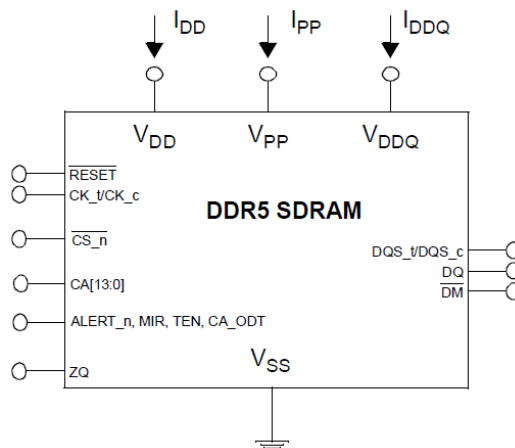 IDD IPP IDDQ
VDD VPP VDDQ
RESET
CK_t/CK_c
DDR5 SDRAM
CS_n
DQS_t/DQS_c
DQ
CA[13:0]
DM
ALERT_n, MIR, TEN, CA_ODT
VSS
ZQ